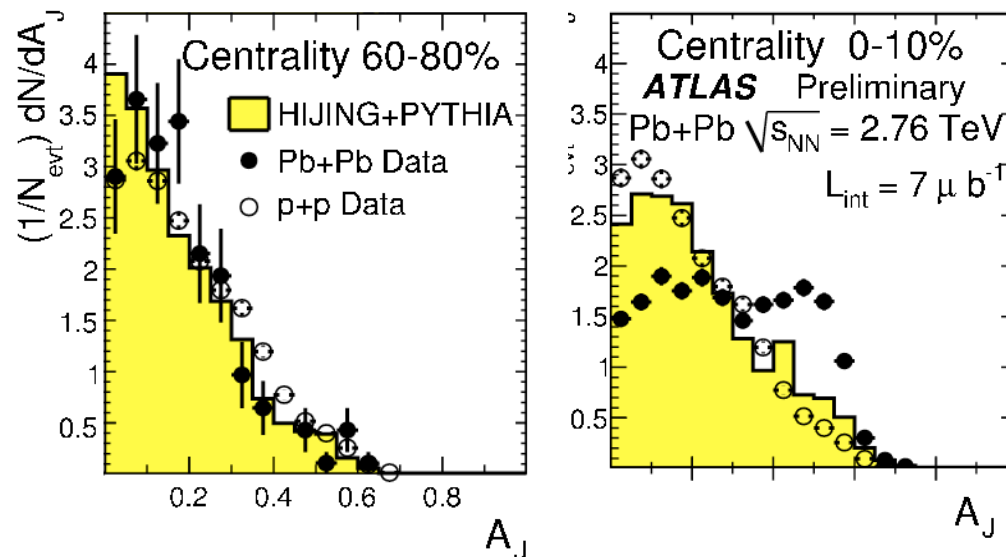 (1/N_evt) dN/dA_J
4
3.5
3
2.5
2
1.5
1
0.5
Centrality 60-80%
HIJING+PYTHIA
Pb+Pb Data
p+p Data
0.2 0.4 0.6 0.8
A_J
4
3.5
3
2.5
2
1.5
1
0.5
Centrality 0-10%
ATLAS Preliminary
Pb+Pb √s_NN = 2.76 TeV
L_int = 7 μ b⁻¹
A_J